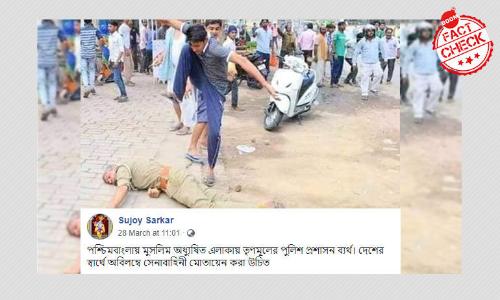 BOOM
FACT
CHECK
Sujoy Sarkar
28 March at 11:01 ·
পশ্চিমবাংলায় মুসলিম অধ্যুষিত এলাকায় তৃণমূলের পুলিশ প্রশাসন ব্যর্থ। দেশের
স্বার্থে অবিলম্বে সেনাবাহিনী মোতায়েন করা উচিত